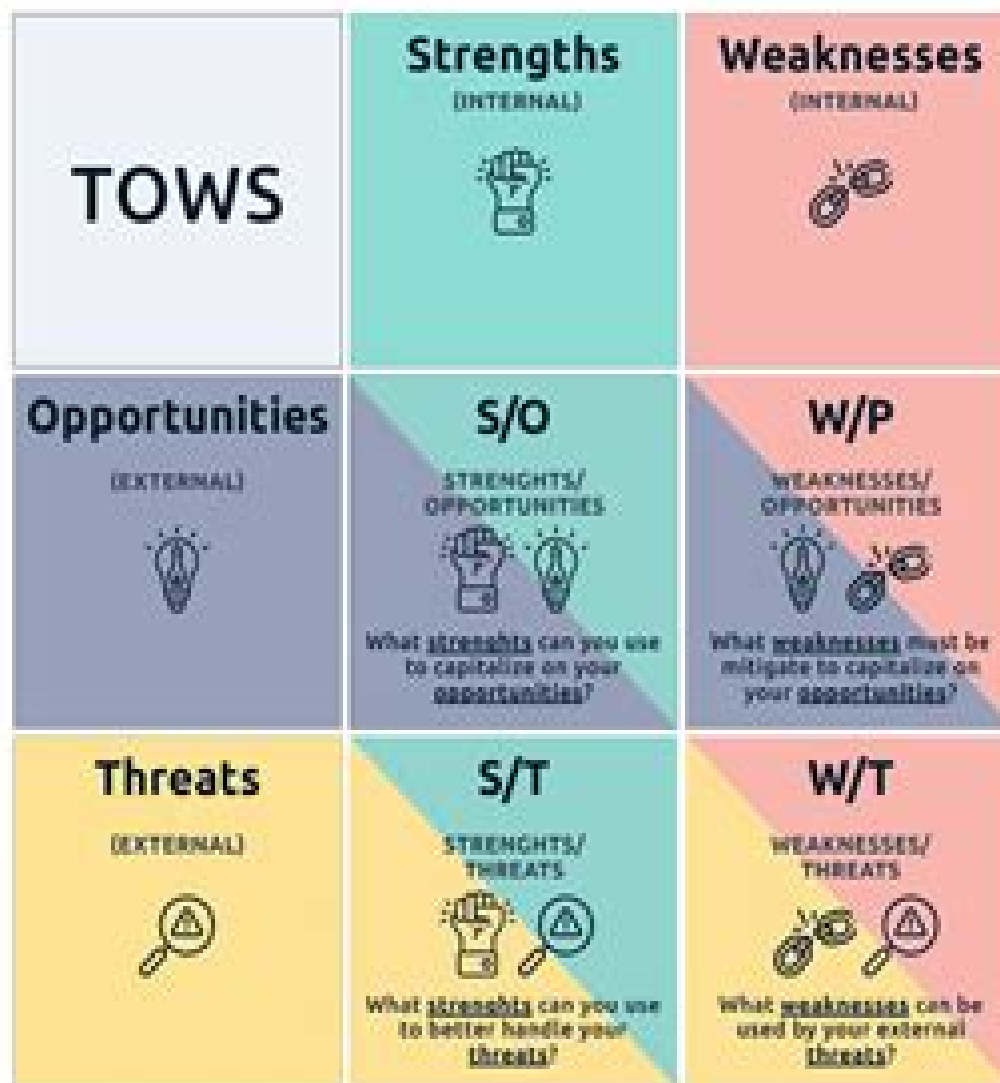 TOWS
Strengths
(INTERNAL)
Weaknesses
(INTERNAL)
Opportunities
(EXTERNAL)
S/O
STRENGHTS/
OPPORTUNITIES
What strenghts can you use
to capitalize on your
opportunities?
W/P
WEAKNESSES/
OPPORTUNITIES
What weaknesses must be
mitigate to capitalize on
your opportunities?
Threats
(EXTERNAL)
S/T
STRENGHTS/
THREATS
What strenghts can you use
to better handle your
threats?
W/T
WEAKNESSES/
THREATS
What weaknesses can be
used by your external
threats?